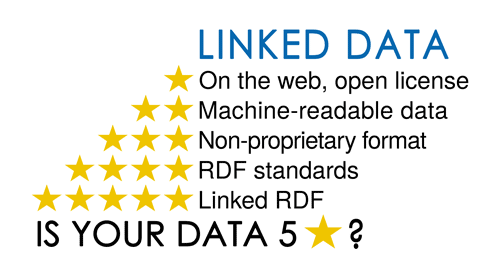 LINKED DATA
★ On the web, open license
★★ Machine-readable data
★★★ Non-proprietary format
★★★★ RDF standards
★★★★★ Linked RDF
IS YOUR DATA 5 ★ ?